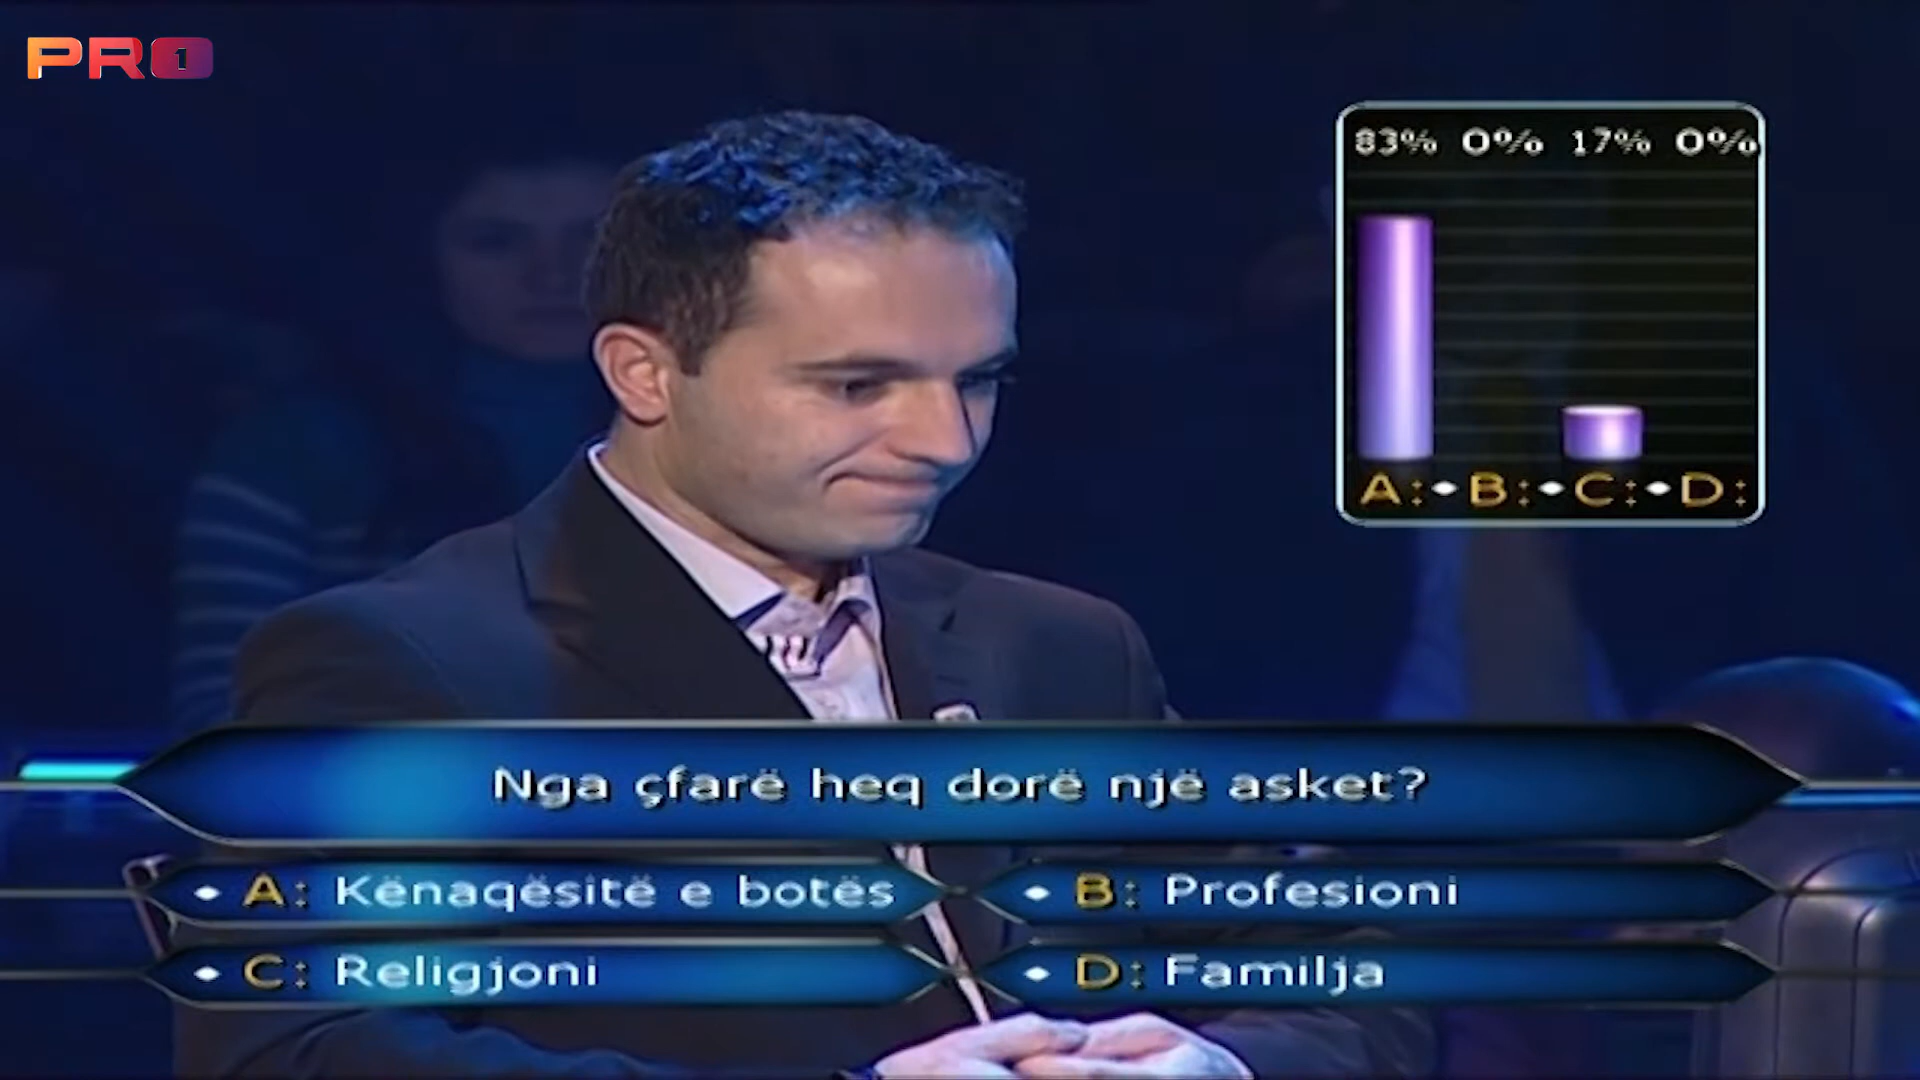 PRO1
83% 0% 17% 0%
A: B: C: D:
Nga çfarë heq dorë një asket?
A: Kënaqësitë e botës
B: Profesioni
C: Religjoni
D: Familja